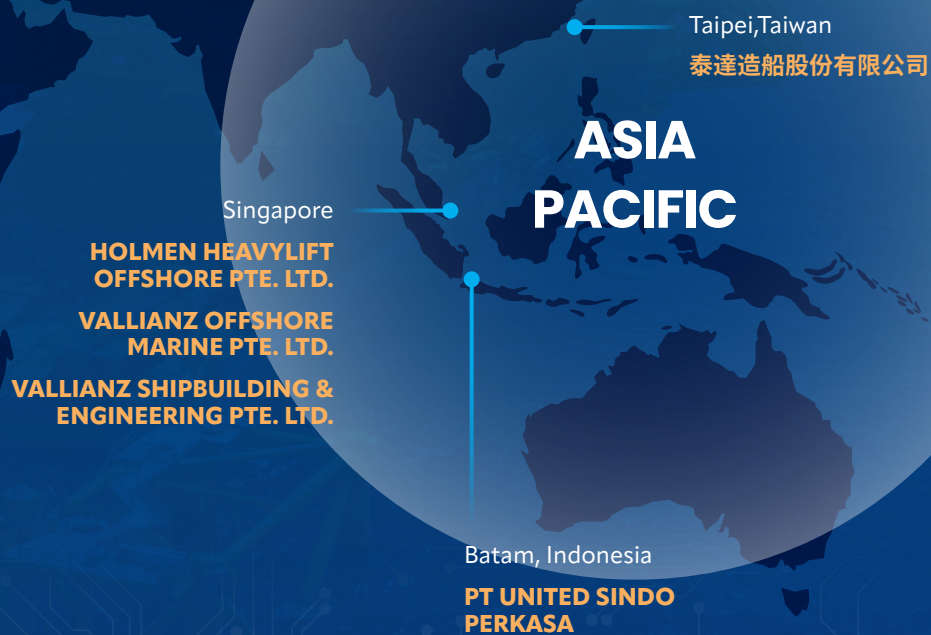 Taipei,Taiwan
泰達造船股份有限公司
ASIA
PACIFIC
Singapore
HOLMEN HEAVYLIFT
OFFSHORE PTE. LTD.
VALLIANZ OFFSHORE
MARINE PTE. LTD.
VALLIANZ SHIPBUILDING &
ENGINEERING PTE. LTD.
Batam, Indonesia
PT UNITED SINDO
PERKASA